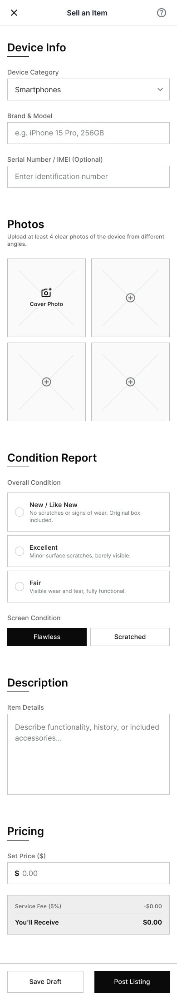 Sell an Item
Device Info
Device Category
Smartphones
Brand & Model
e.g. iPhone 15 Pro, 256GB
Serial Number / IMEI (Optional)
Enter identification number
Photos
Upload at least 4 clear photos of the device from different
angles.
Cover Photo
Condition Report
Overall Condition
New / Like New
No scratches or signs of wear. Original box
included.
Excellent
Minor surface scratches, barely visible.
Fair
Visible wear and tear, fully functional.
Screen Condition
Flawless
Scratched
Description
Item Details
Describe functionality, history, or included
accessories...
Pricing
Set Price ($)
$ 0.00
Service Fee (5%) -$0.00
You'll Receive $0.00
Save Draft
Post Listing